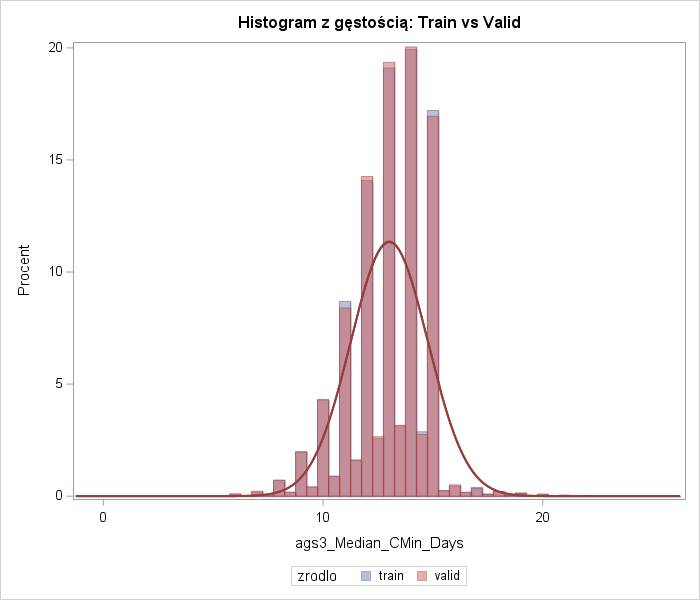 Histogram z gęstością: Train vs Valid
20
15
10
5
0
Procent
0 10 20
ags3_Median_CMin_Days
zrodlo train valid